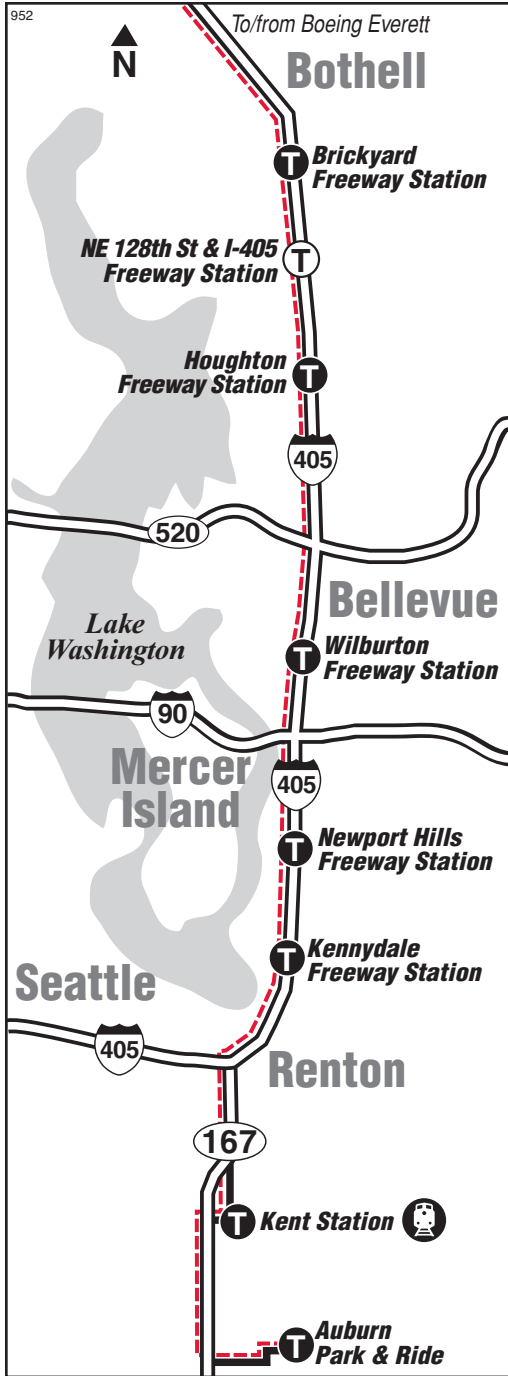 952
To/from Boeing Everett
N
Bothell
T
Brickyard
Freeway Station
NE 128th St & I-405
Freeway Station
T
Houghton
Freeway Station
T
405
520
Bellevue
Lake
Washington
T
Wilburton
Freeway Station
90
Mercer
Island
405
T
Newport Hills
Freeway Station
T
Kennydale
Freeway Station
Seattle
405
Renton
167
T
Kent Station
T
Auburn
Park & Ride